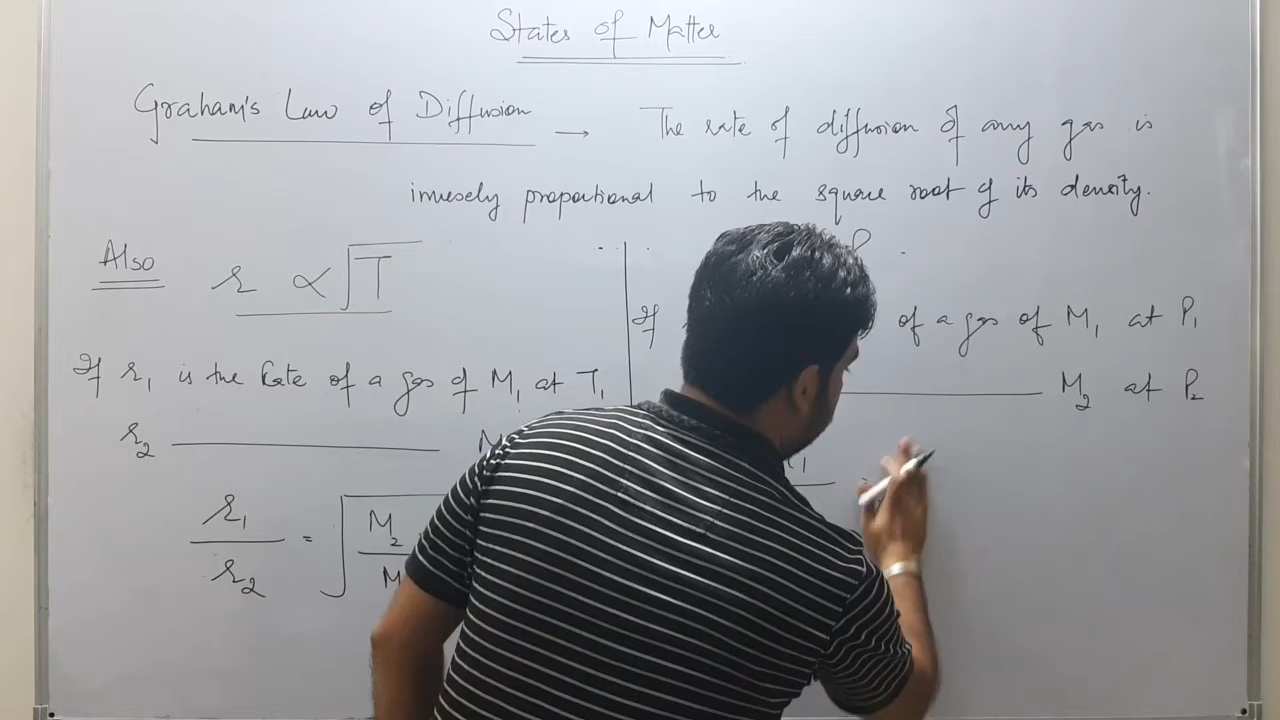 States of Matter
Graham's Law of Diffusion → The rate of diffusion of any gas is
inversely proportional to the square root of its density.
Also r ∝ √T
If r₁ is the Rate of a gas of M₁ at T₁
r₂ ——— 
r₁/r₂ = √M₂/M
P
If
of a gas of M₁ at P₁
——— M₂ at P₂